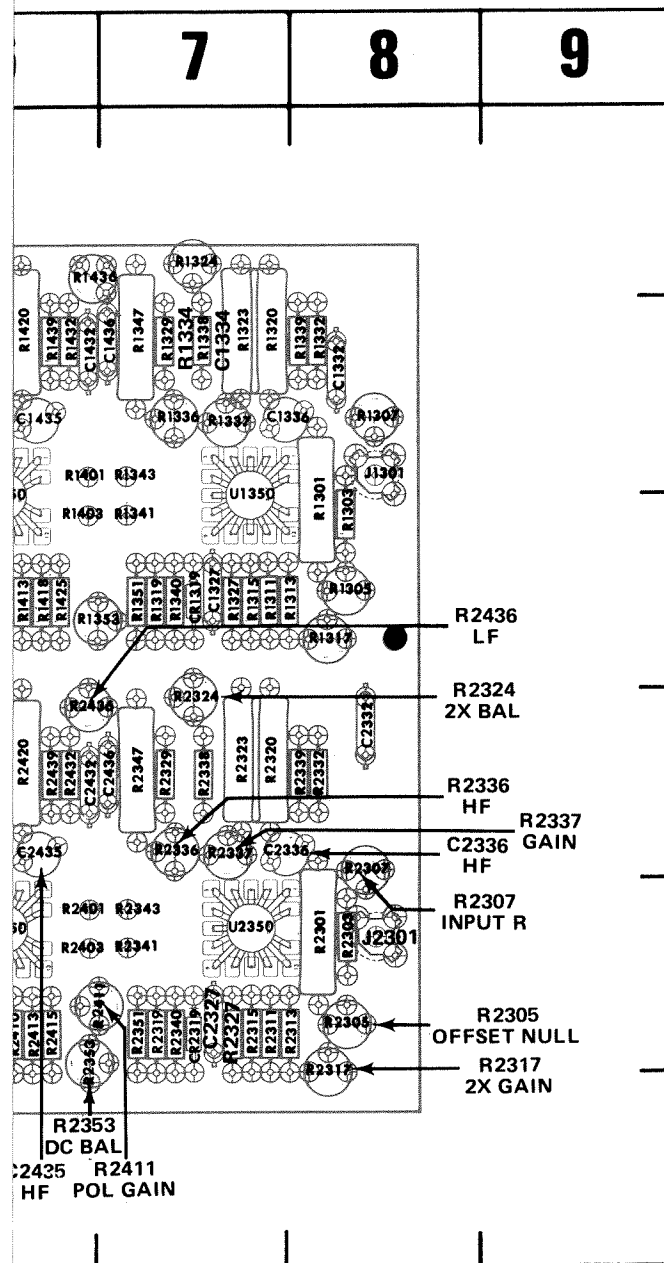 7 8 9
R1436 R1324
R1420 R1439 R1432 C1432 C1436 R1347 R1329 R1334 R1338 C1334 R1323 R1320 R1339 R1332 C1332
C1435 R1336 R1337 C1336 R1307
R1401 R1343 U1350 R1301 R1303 J1301
R1403 R1341
R1413 R1418 R1425 R1353 R1351 R1319 R1340 CR1319 C1327 R1327 R1315 R1311 R1313 R1305
R1317
R2436
LF
R2436 R2324 R2324
2X BAL
R2420 R2439 R2432 C2432 C2436 R2347 R2329 R2338 R2323 R2320 R2339 R2332 C2332
R2336
HF
R2337
GAIN
C2435 R2336 R2337 C2336 C2336
HF
R2307
R2307
INPUT R
R2401 R2343 U2350 R2301 R2303 J2301
R2403 R2341
R2413 R2415 R2411 R2351 R2319 R2340 CR2319 C2327 R2327 R2315 R2311 R2313 R2305
R2305
OFFSET NULL
R2353 R2317
R2317
2X GAIN
R2353
DC BAL
C2435
HF
R2411
POL GAIN